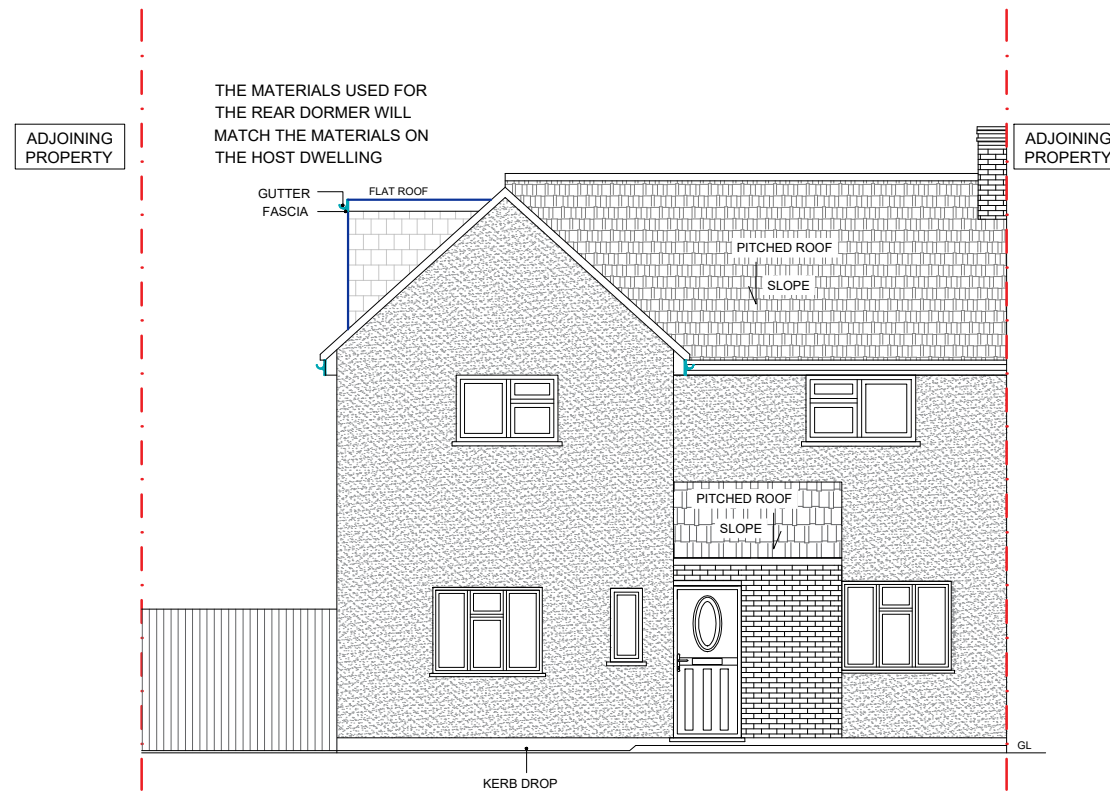 THE MATERIALS USED FOR
THE REAR DORMER WILL
MATCH THE MATERIALS ON
THE HOST DWELLING
ADJOINING
PROPERTY
ADJOINING
PROPERTY
GUTTER
FLAT ROOF
FASCIA
PITCHED ROOF
SLOPE
PITCHED ROOF
SLOPE
GL
KERB DROP